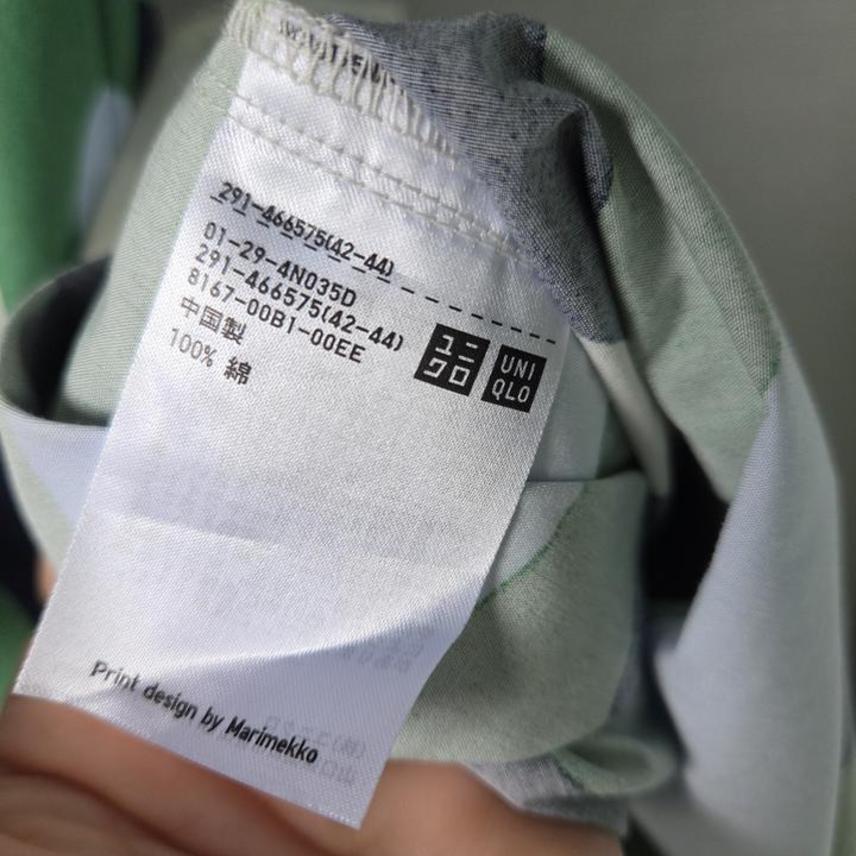 291-466575(42-44)
01-29-4N035D
291-466575(42-44)
8167-00B1-00EE
中国製
100% 綿
ユニ
クロ
UNI
QLO
Print design by Marimekko